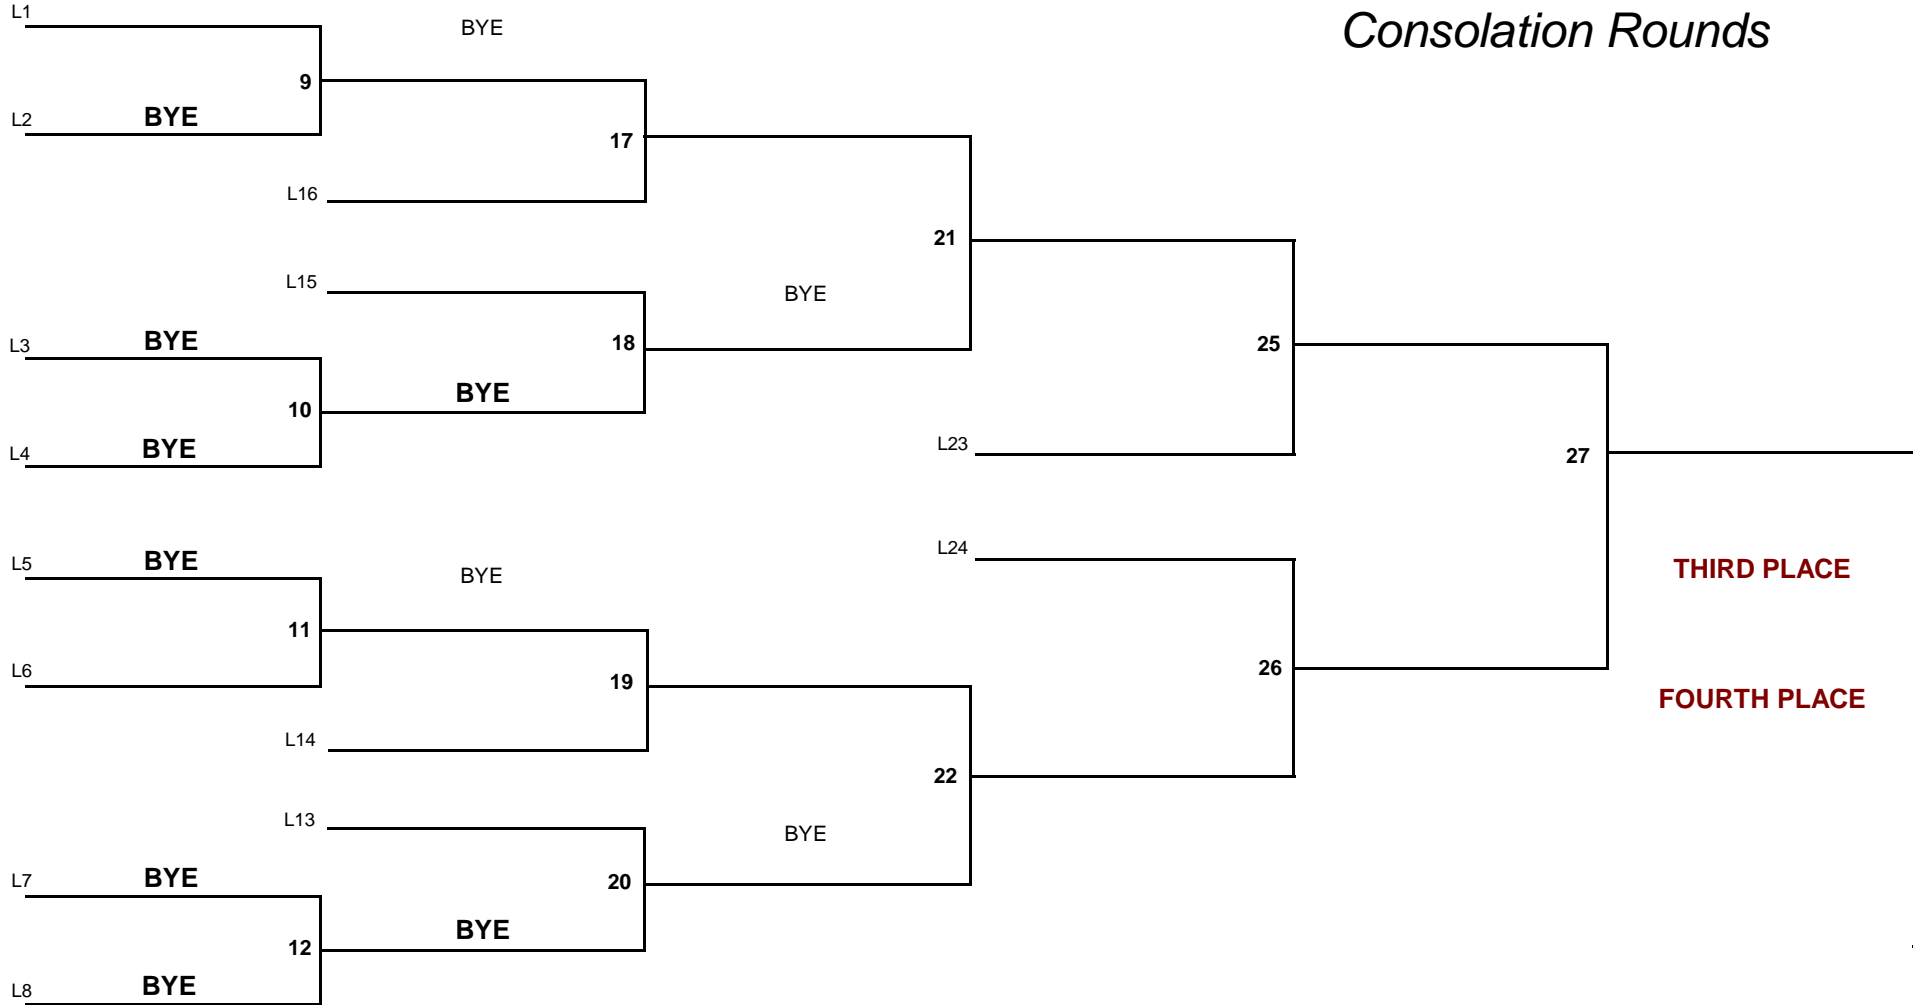 L1
BYE
Consolation Rounds
9
L2
BYE
17
L16
21
L15
BYE
L3
BYE
18
25
10
BYE
L4
BYE
L23
27
L5
BYE
BYE
L24
THIRD PLACE
11
L6
19
26
FOURTH PLACE
L14
22
L13
BYE
L7
BYE
20
12
BYE
L8
BYE